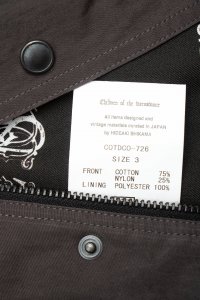 Children of the discordance
All items designed and
vintage materials curated in JAPAN
by HIDEAKI SHIKAMA
COTDCO-726
SIZE 3
FRONT COTTON 75%
NYLON 25%
LINING POLYESTER 100%